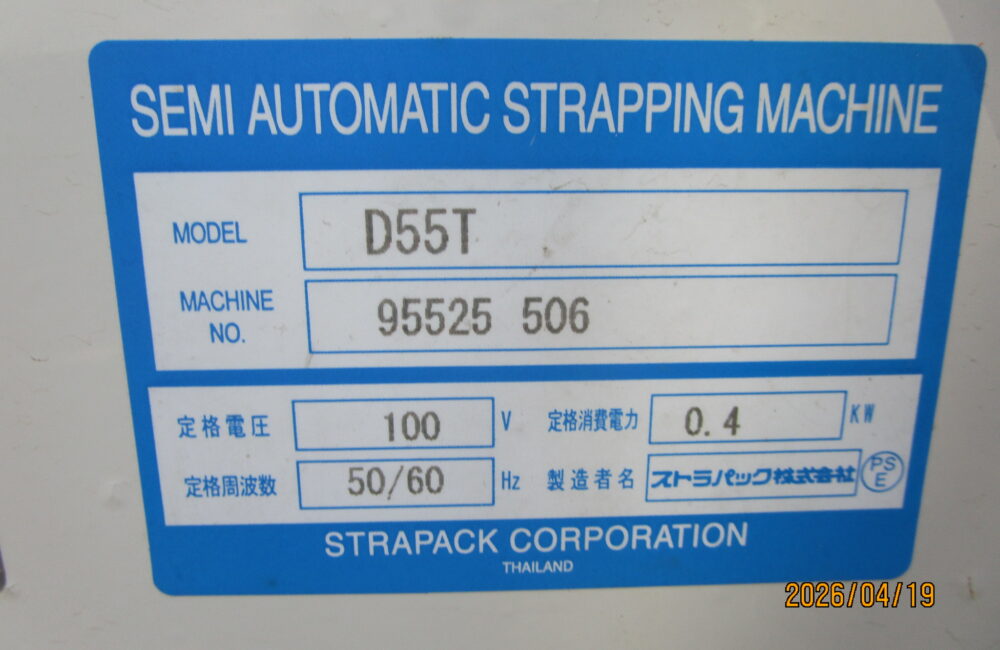 SEMI AUTOMATIC STRAPPING MACHINE
MODEL D55T
MACHINE NO. 95525 506
定格電圧 100 V 定格消費電力 0.4 KW
定格周波数 50/60 Hz 製造者名 ストラパック株式会社 PSE
STRAPACK CORPORATION
THAILAND
2026/04/19